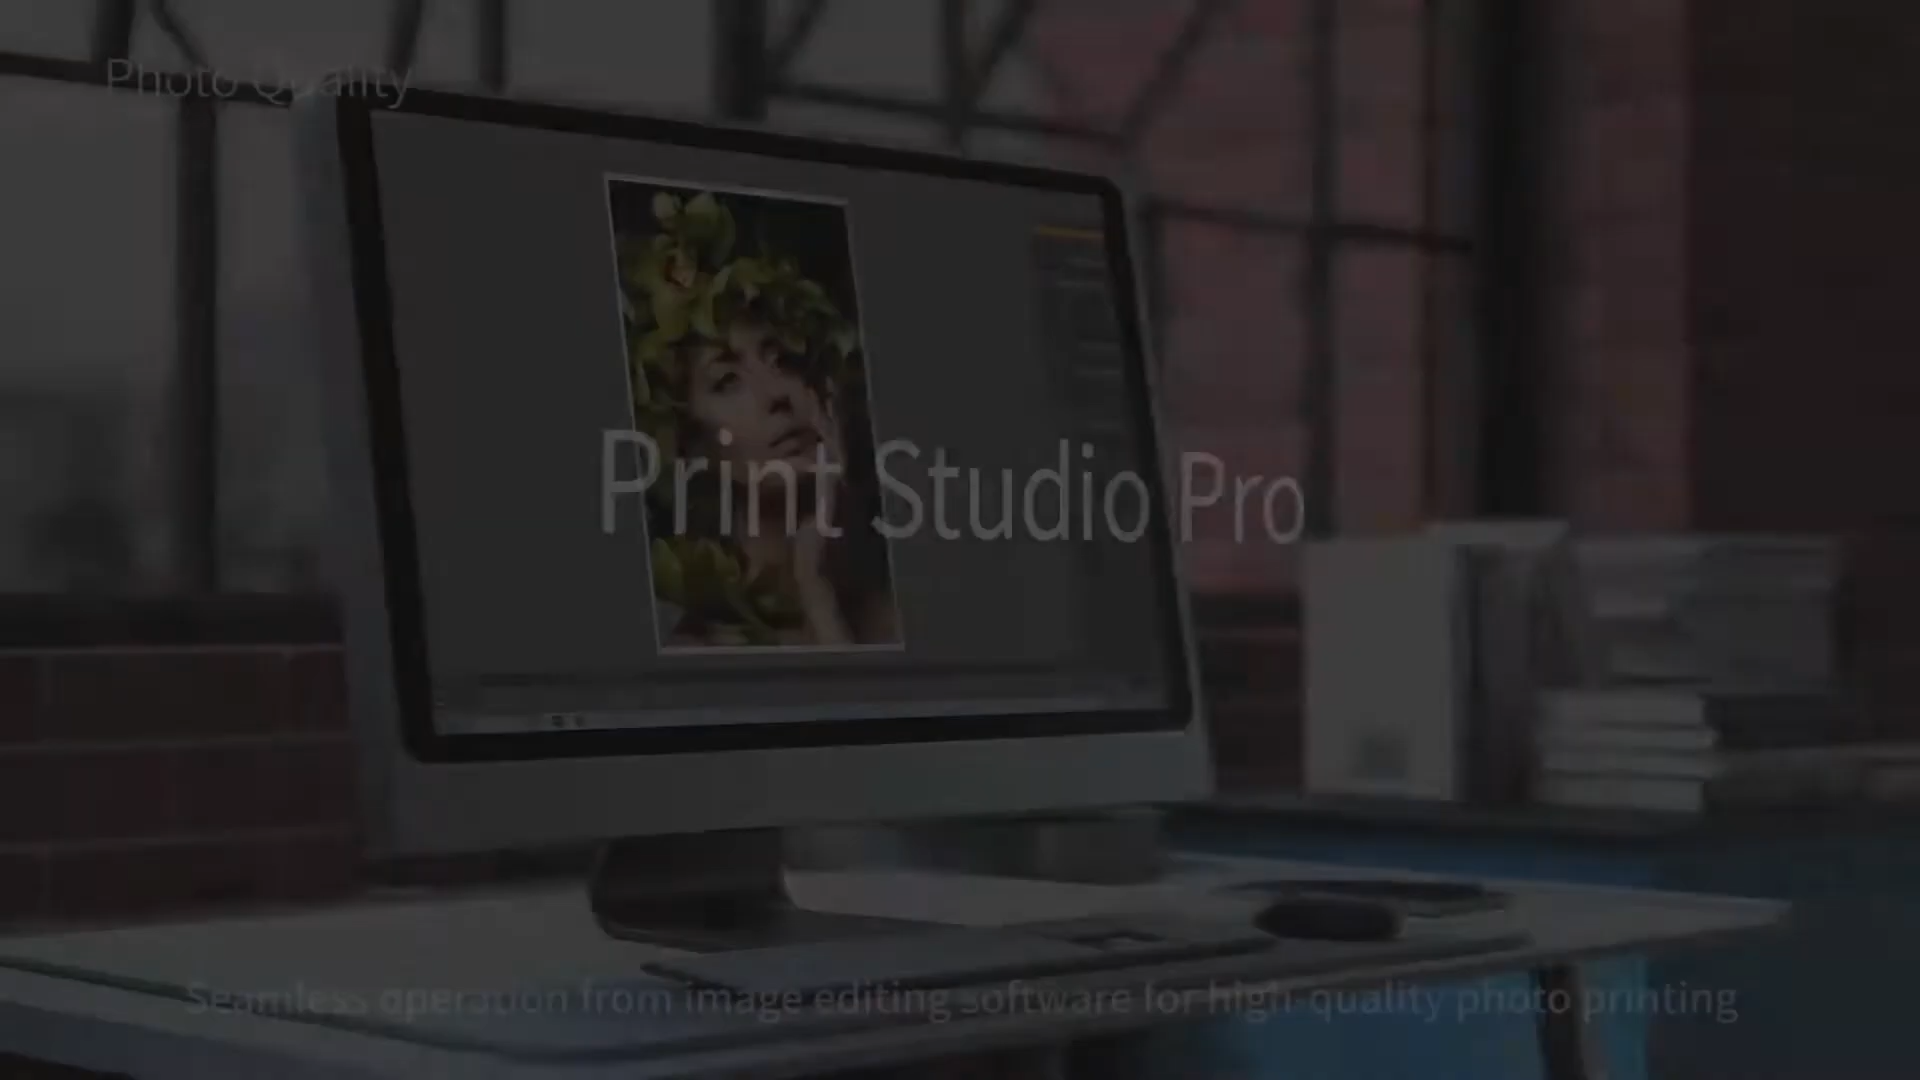 Photo Quality
Print Studio Pro
Seamless operation from image editing software for high-quality photo printing